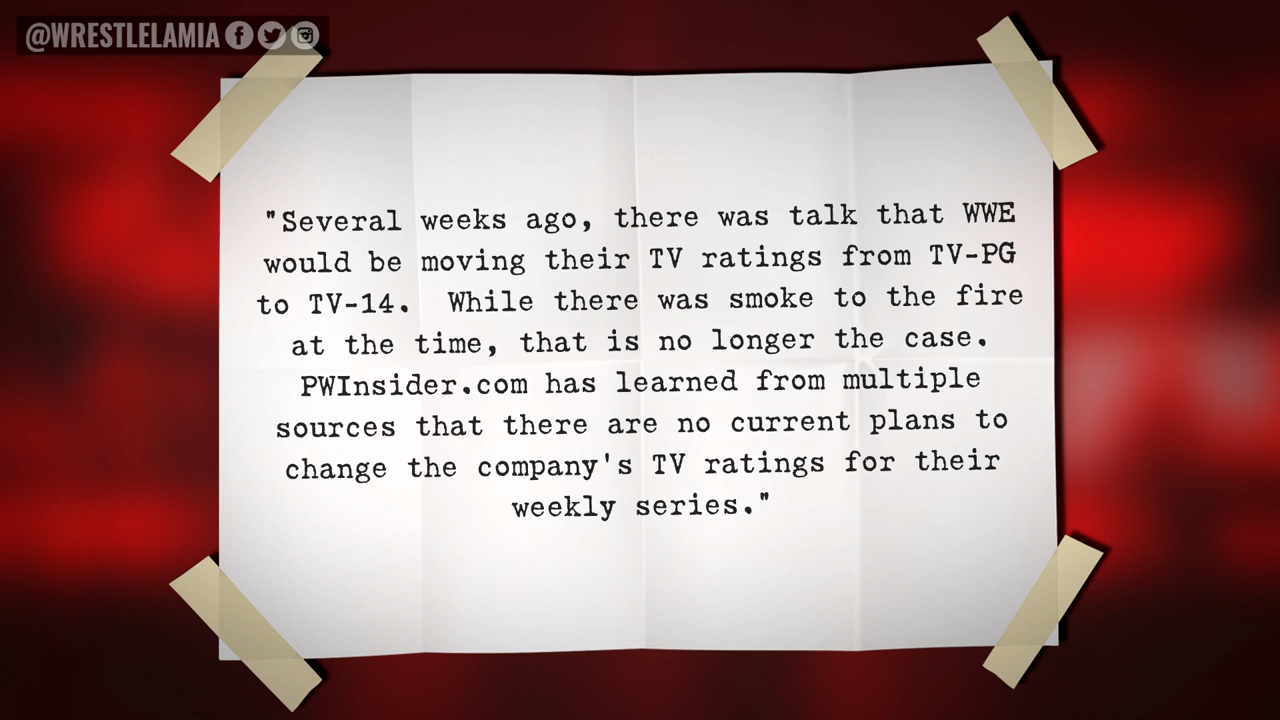 @WRESTLELAMIA
"Several weeks ago, there was talk that WWE
would be moving their TV ratings from TV-PG
to TV-14.  While there was smoke to the fire
at the time, that is no longer the case.
PWInsider.com has learned from multiple
sources that there are no current plans to
change the company's TV ratings for their
weekly series."